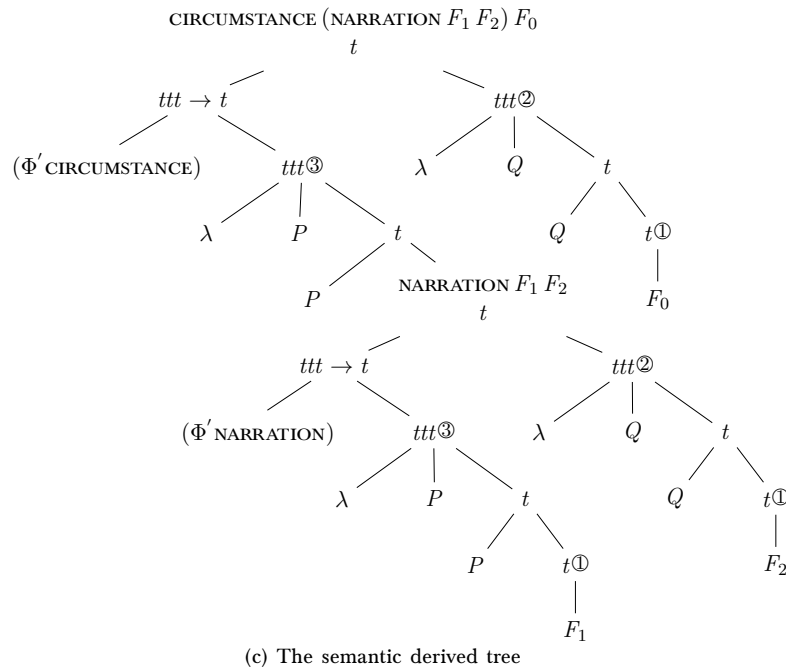 CIRCUMSTANCE (NARRATION F₁ F₂) F₀
t
ttt → t ttt②
(Φ′ CIRCUMSTANCE) ttt③ λ Q t
λ P t Q t①
P NARRATION F₁ F₂ F₀
t
ttt → t ttt②
(Φ′ NARRATION) ttt③ λ Q t
λ P t Q t①
P t① F₂
F₁
(c) The semantic derived tree